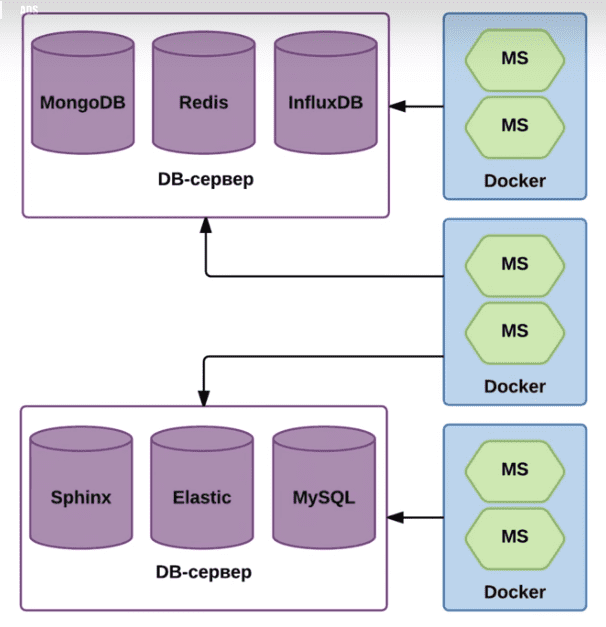 MongoDB
Redis
InfluxDB
DB-сервер
MS
MS
Docker
MS
MS
Docker
Sphinx
Elastic
MySQL
DB-сервер
MS
MS
Docker